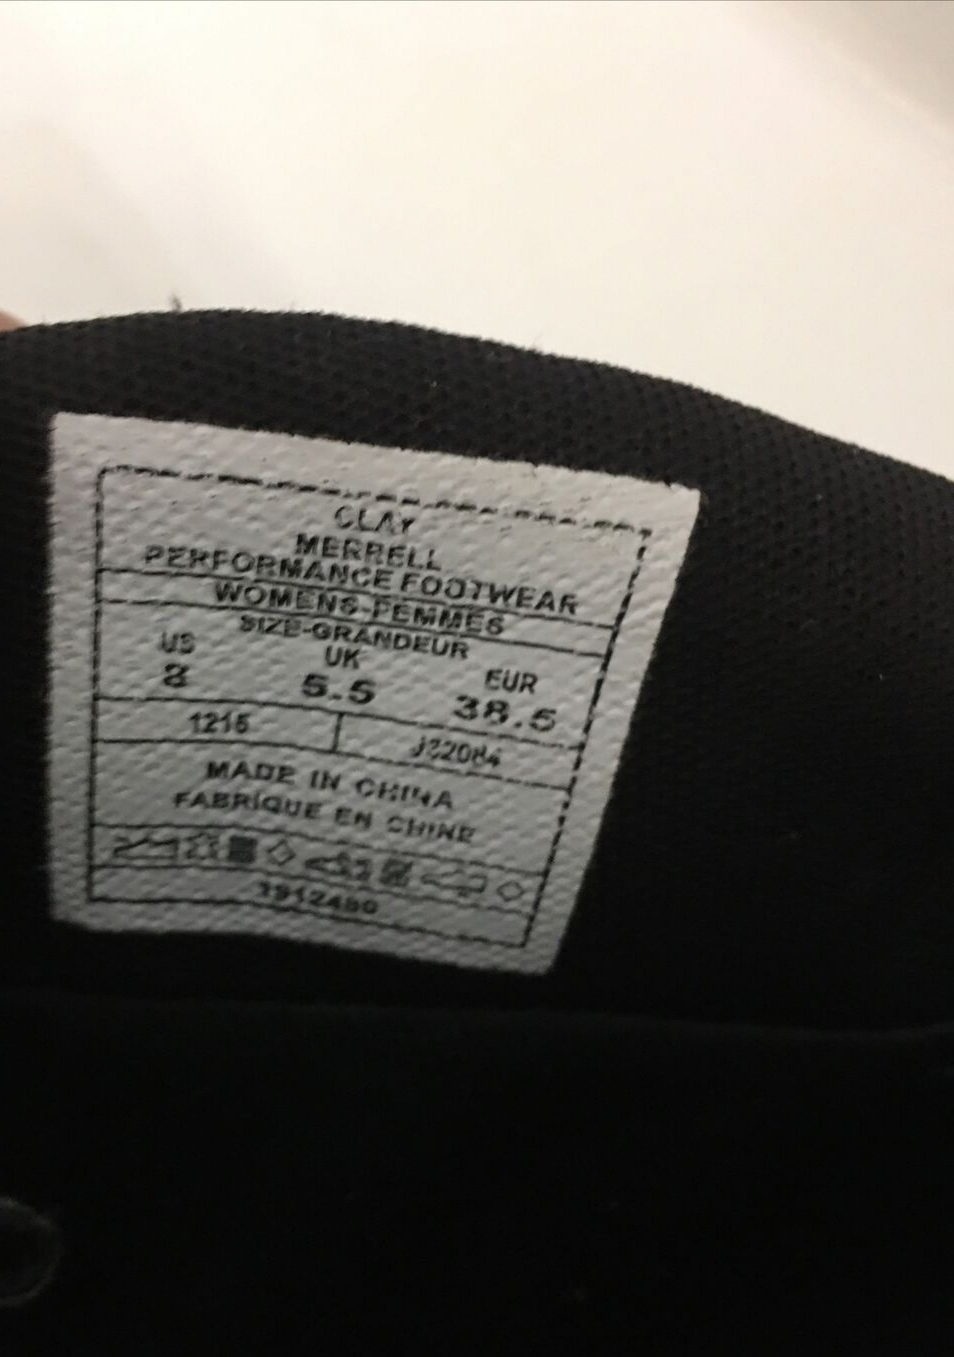 CLAY
MERRELL
PERFORMANCE FOOTWEAR
WOMENS-FEMMES
SIZE-GRANDEUR
US UK EUR
8 5.5 38.5
1215 J32084
MADE IN CHINA
FABRIQUE EN CHINE